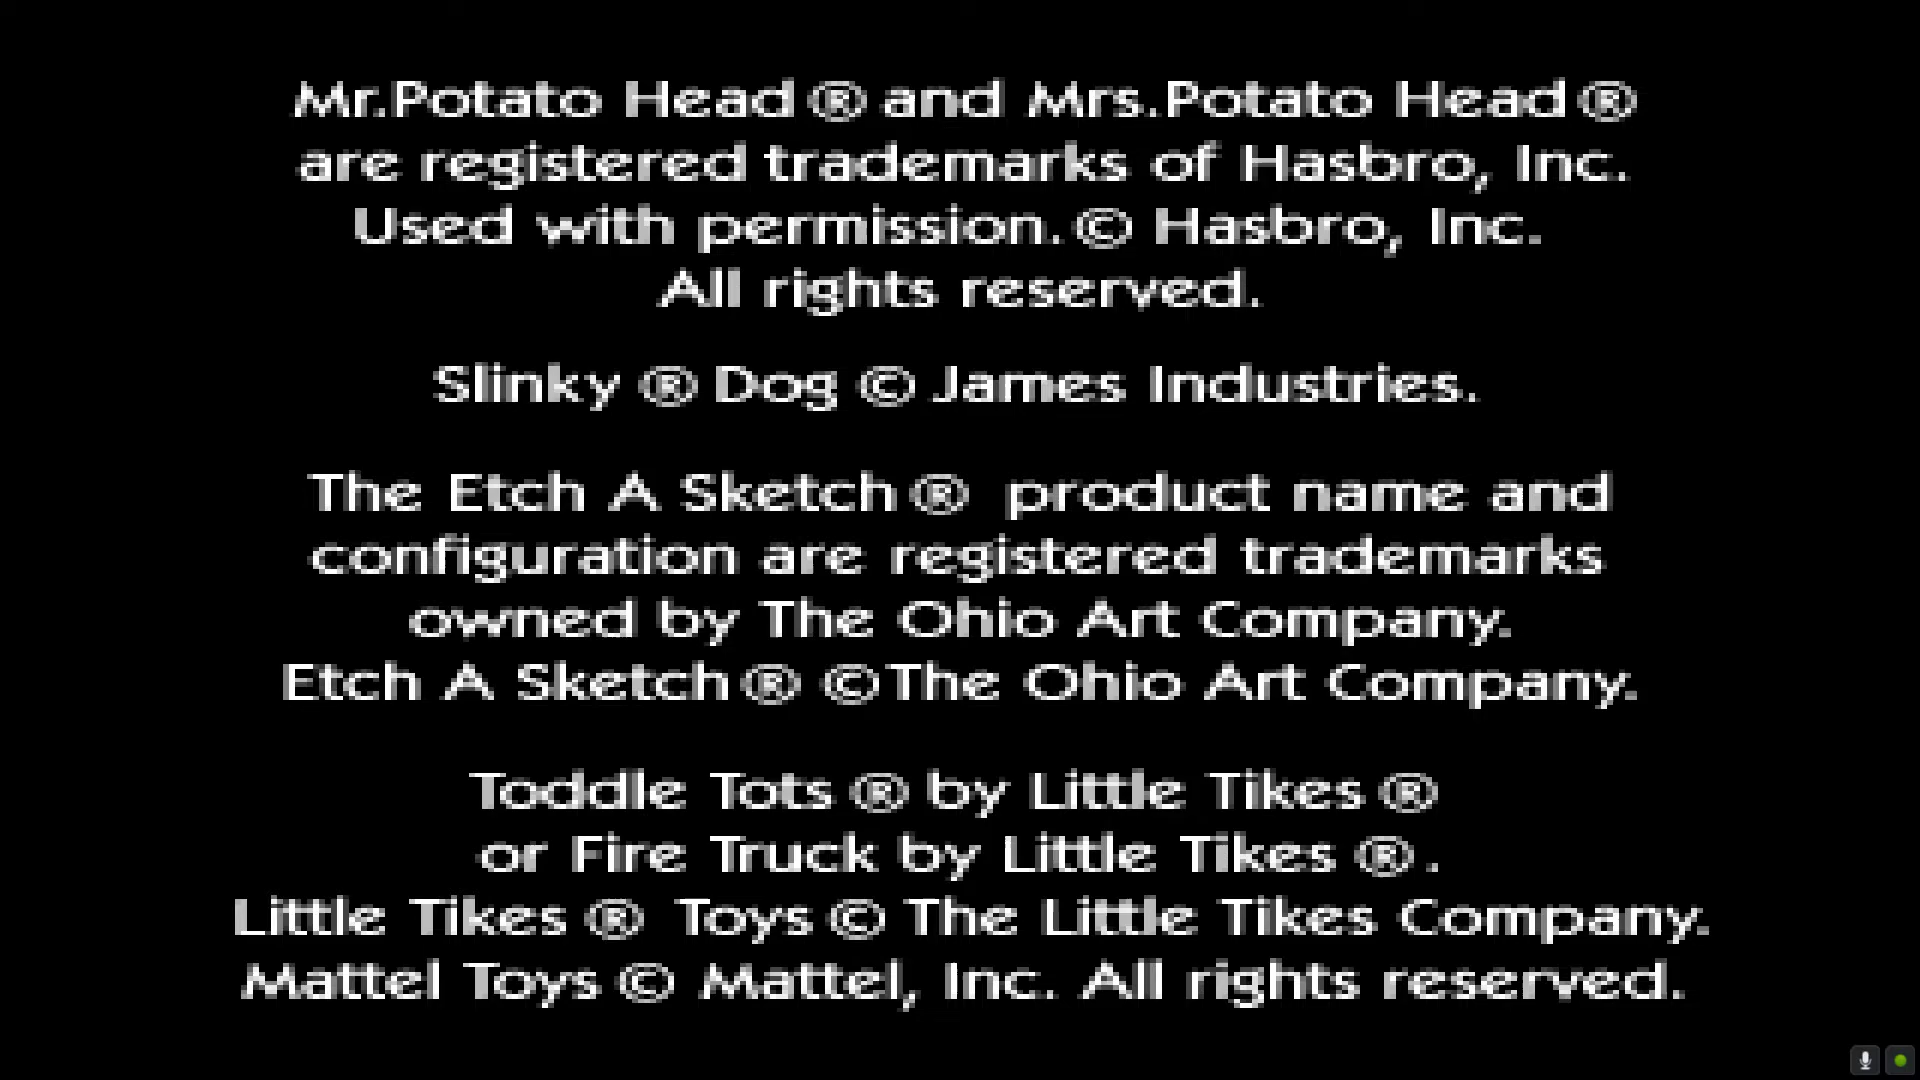 Mr.Potato Head ® and Mrs.Potato Head ®
are registered trademarks of Hasbro, Inc.
Used with permission. © Hasbro, Inc.
All rights reserved.
Slinky ® Dog © James Industries.
The Etch A Sketch ® product name and
configuration are registered trademarks
owned by The Ohio Art Company.
Etch A Sketch ® © The Ohio Art Company.
Toddle Tots ® by Little Tikes ®
or Fire Truck by Little Tikes ® .
Little Tikes ® Toys © The Little Tikes Company.
Mattel Toys © Mattel, Inc. All rights reserved.